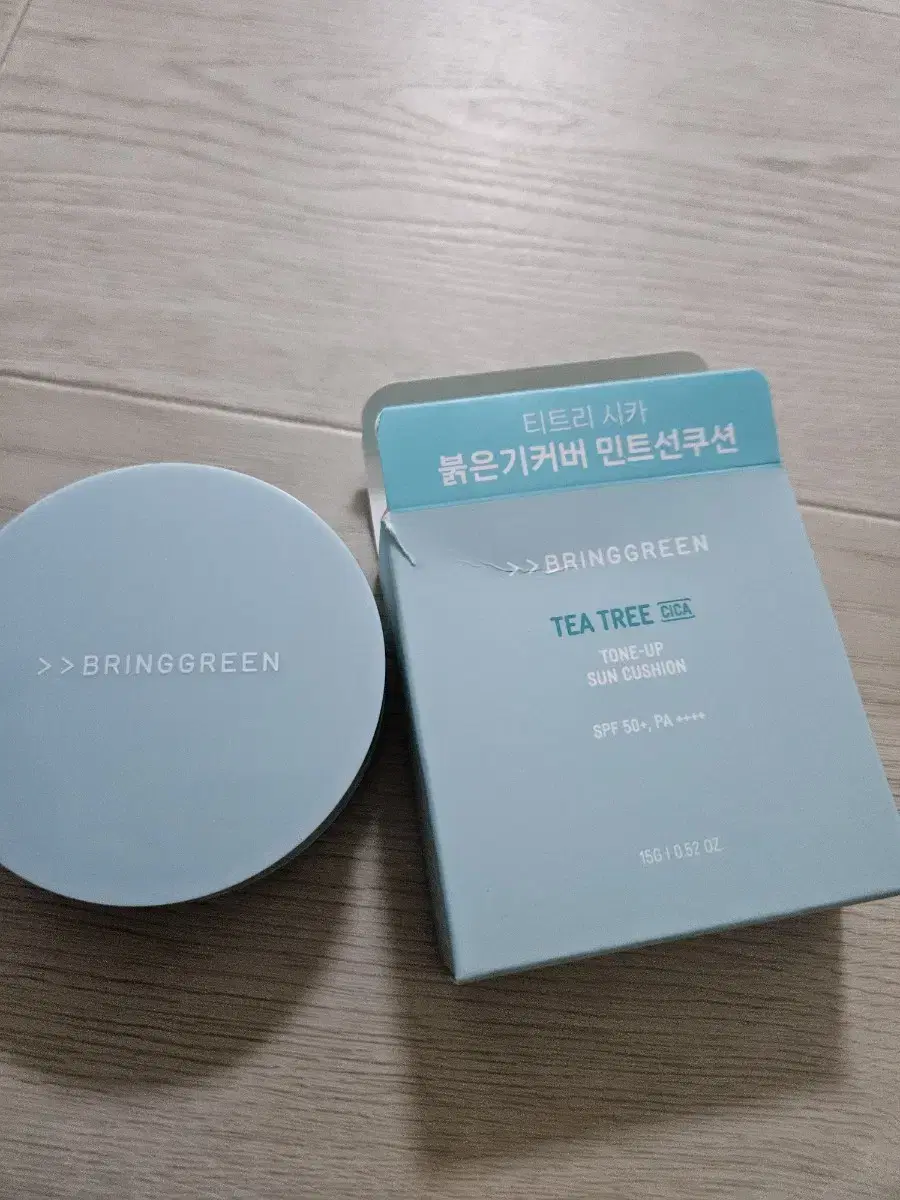 >>BRINGGREEN
티트리 시카
붉은기커버 민트선쿠션
>>BRINGGREEN
TEA TREE CICA
TONE-UP
SUN CUSHION
SPF 50+, PA ++++
15G | 0.52 OZ.